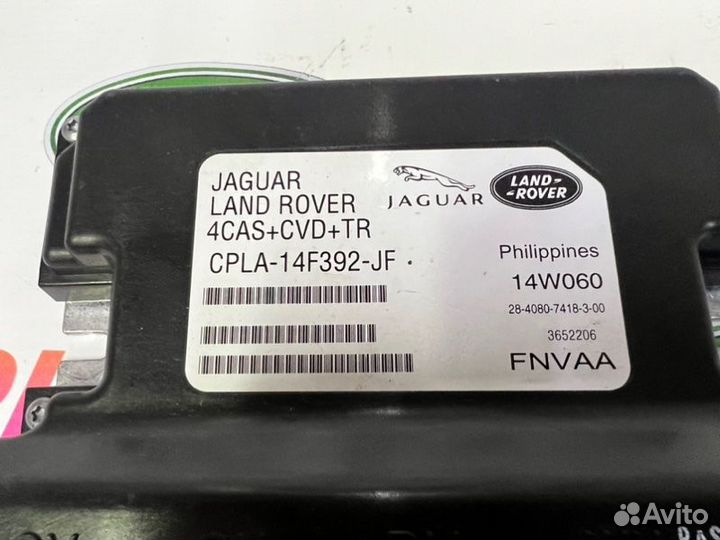 JAGUAR
LAND ROVER
4CAS+CVD+TR
CPLA-14F392-JF
JAGUAR
LAND-
-ROVER
Philippines
14W060
28-4080-7418-3-00
3652206
FNVAA
Avito